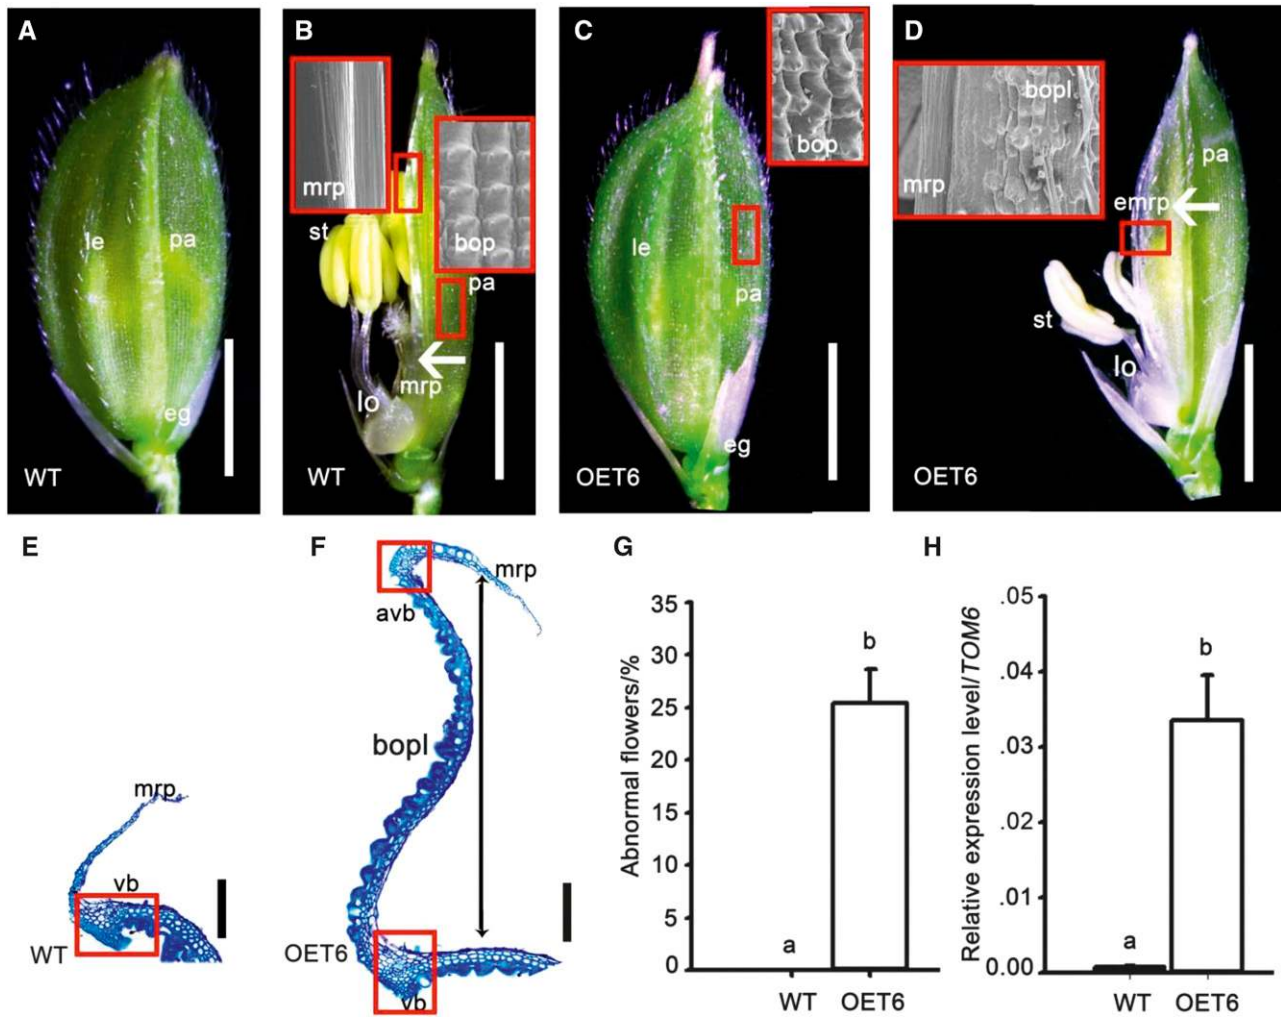 A
le
pa
eg
WT
B
mrp
st
bop
pa
mrp
lo
WT
C
bop
le
pa
eg
OET6
D
bopl
mrp
pa
emrp
st
lo
OET6
E
mrp
vb
WT
F
mrp
avb
bopl
OET6
vb
G
Abnormal flowers/%
35
30
25
20
15
10
5
0
a
b
WT OET6
H
Relative expression level/TOM6
.05
.04
.03
.02
.01
0.00
a
b
WT OET6